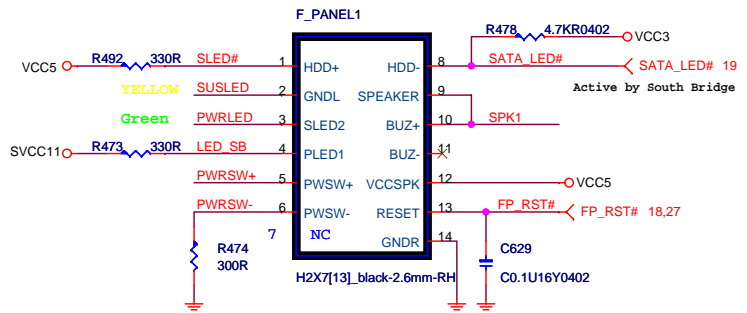 F_PANEL1
R478 4.7KR0402 VCC3
VCC5 R492 330R SLED# 1 HDD+ HDD- 8 SATA_LED# SATA_LED# 19
YELLOW SUSLED 2 GNDL SPEAKER 9 Active by South Bridge
Green PWRLED 3 SLED2 BUZ+ 10 SPK1
SVCC11 R473 330R LED_SB 4 PLED1 BUZ- 11
PWRSW+ 5 PWSW+ VCCSPK 12 VCC5
PWRSW- 6 PWSW- RESET 13 FP_RST# FP_RST# 18,27
7 NC GNDR 14
R474 300R
C629
C0.1U16Y0402
H2X7[13]_black-2.6mm-RH